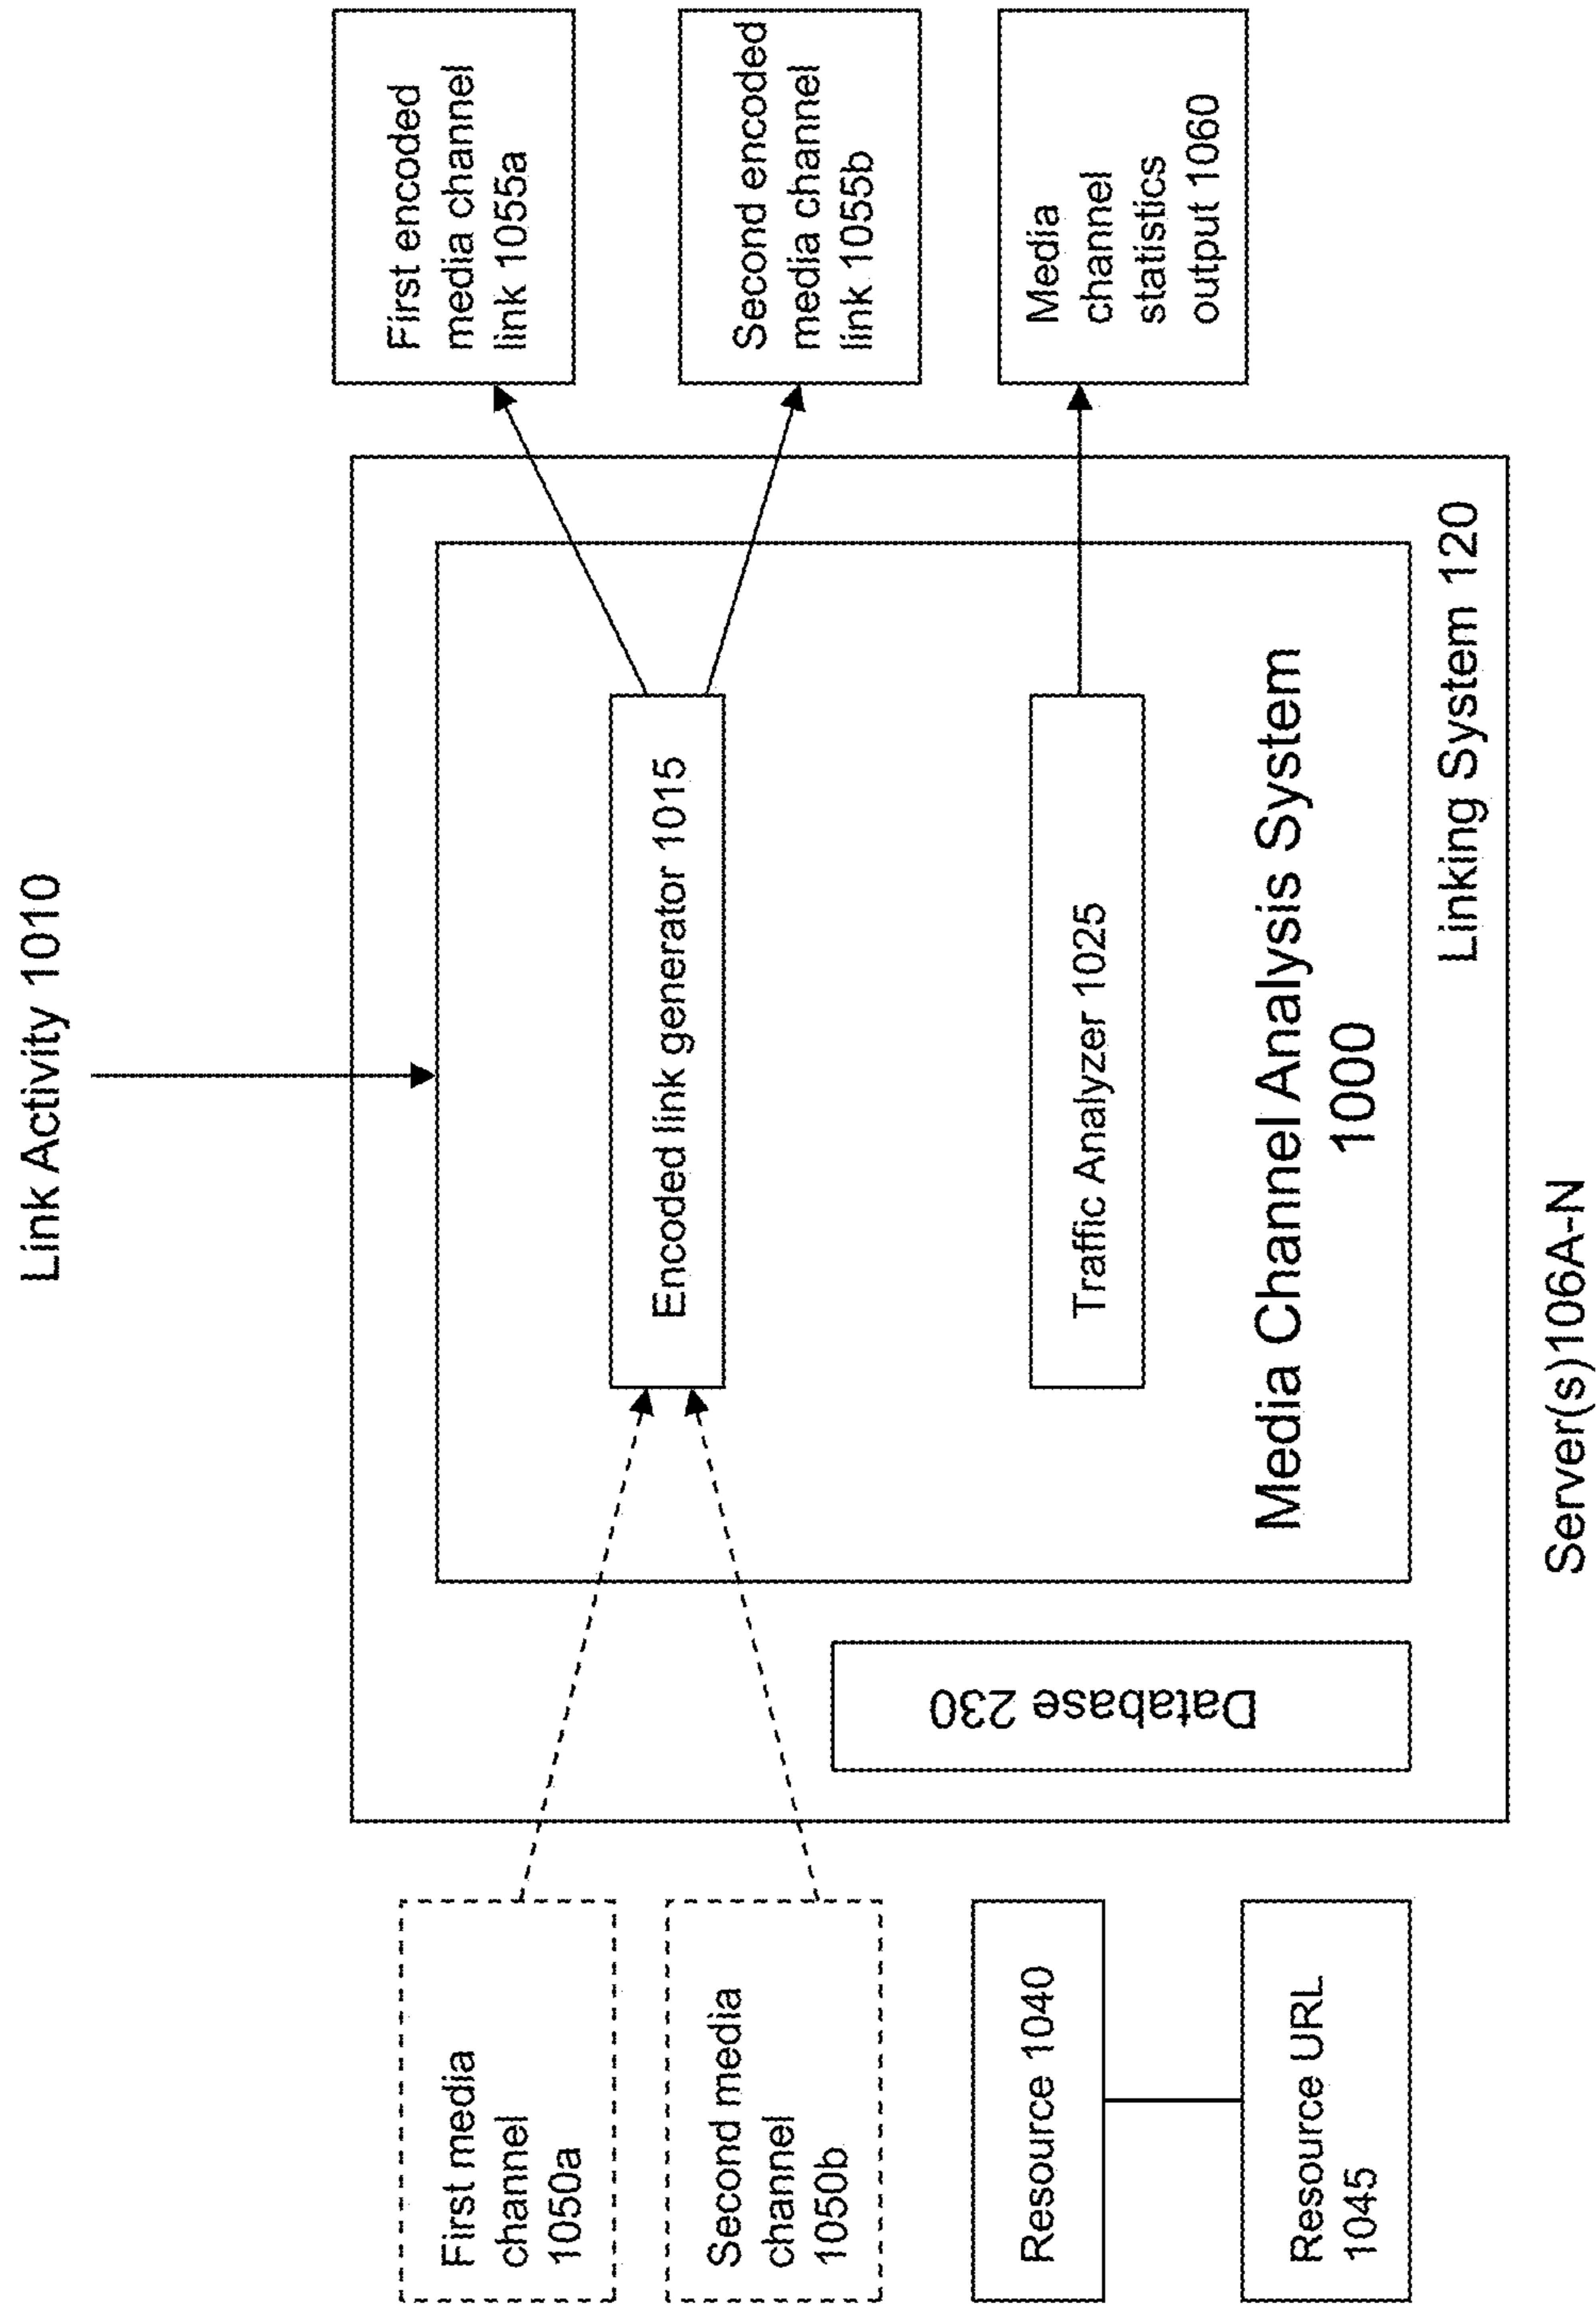 Link Activity 1010
First media
channel
1050a
Second media
channel
1050b
Resource 1040
Resource URL
1045
Database 230
Encoded link generator 1015
Traffic Analyzer 1025
Media Channel Analysis System
1000
Linking System 120
Server(s)106A-N
First encoded
media channel
link 1055a
Second encoded
media channel
link 1055b
Media
channel
statistics
output 1060